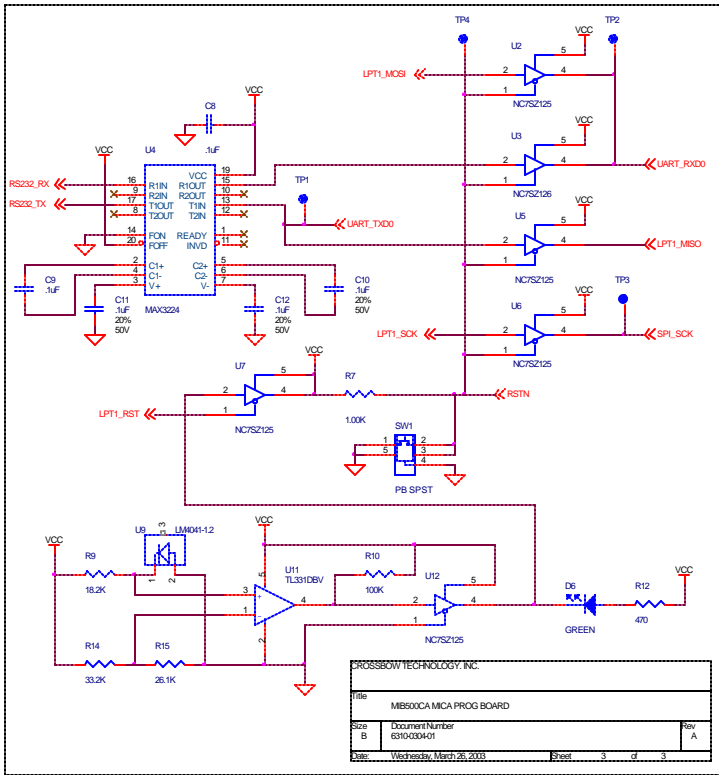 TP4
TP2
VCC
U2
5
LPT1_MOSI
2
4
1
NC7SZ125
VCC
C8
.1uF
VCC
U3
5
2
4
UART_RXD0
1
NC7SZ126
VCC
U4
RS232_RX
16
R1IN
VCC
19
9
R2IN
R1OUT
15
RS232_TX
17
T1OUT
R2OUT
10
8
T2OUT
T1IN
13
T2IN
12
14
FON
READY
1
20
FOFF
INVD
11
2
C1+
C2+
5
4
C1-
C2-
6
3
V+
V-
7
MAX3224
TP1
UART_TXD0
VCC
U5
5
2
4
LPT1_MISO
1
NC7SZ125
C9
.1uF
C11
.1uF
20%
50V
C12
.1uF
20%
50V
C10
.1uF
20%
50V
VCC
TP3
U6
5
LPT1_SCK
2
4
SPI_SCK
1
NC7SZ125
VCC
U7
5
2
4
R7
1.00K
RSTN
LPT1_RST
1
NC7SZ125
SW1
1
2
5
3
4
PB SPST
VCC
R9
18.2K
U9
3
LM4041-1.2
1
2
VCC
U11
TL331DBV
5
3
+
1
-
4
2
R10
100K
U12
5
2
4
1
NC7SZ125
D6
GREEN
R12
470
VCC
R14
33.2K
R15
26.1K
CROSSBOW TECHNOLOGY. INC.
Title
MIB500CA MICA PROG BOARD
Size
B
Document Number
6310-0304-01
Rev
A
Date: Wednesday, March 26, 2003 Sheet 3 of 3